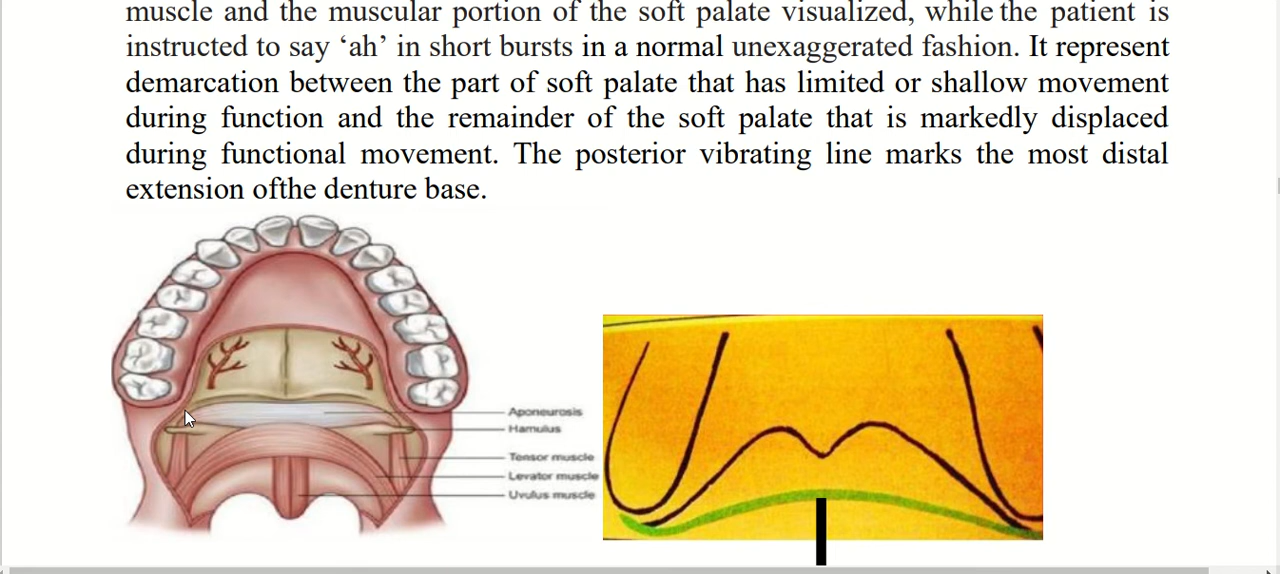 muscle and the muscular portion of the soft palate visualized, while the patient is
instructed to say ‘ah’ in short bursts in a normal unexaggerated fashion. It represent
demarcation between the part of soft palate that has limited or shallow movement
during function and the remainder of the soft palate that is markedly displaced
during functional movement. The posterior vibrating line marks the most distal
extension ofthe denture base.
Aponeurosis
Hamulus
Tensor muscle
Levator muscle
Uvulus muscle